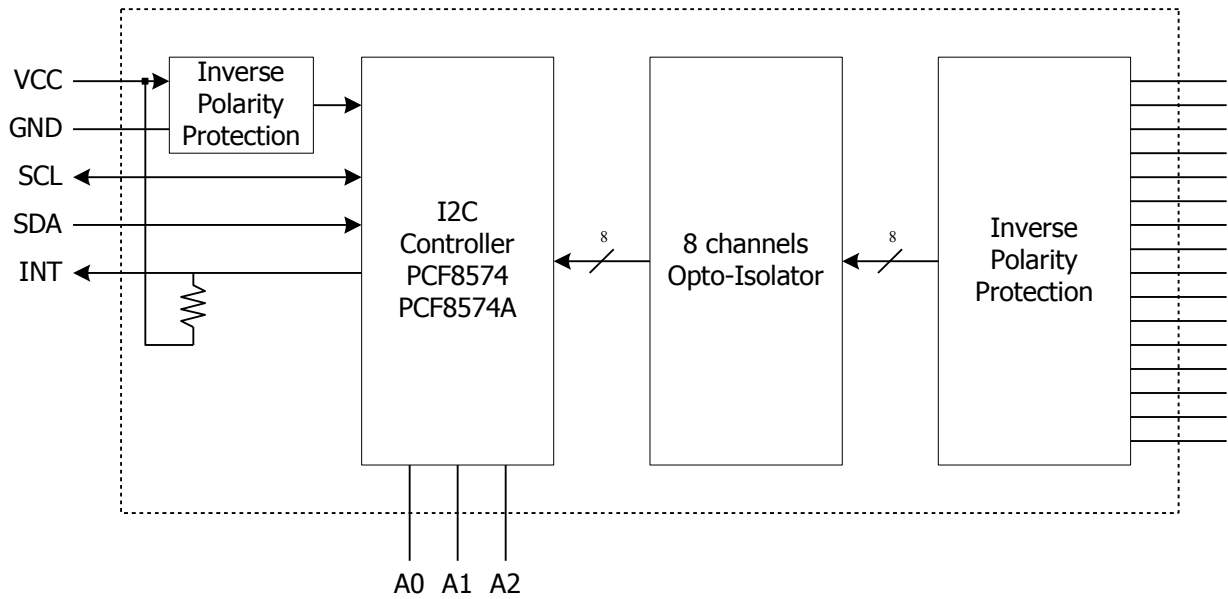 VCC
GND
SCL
SDA
INT
Inverse
Polarity
Protection
I2C
Controller
PCF8574
PCF8574A
8
8 channels
Opto-Isolator
8
Inverse
Polarity
Protection
A0 A1 A2